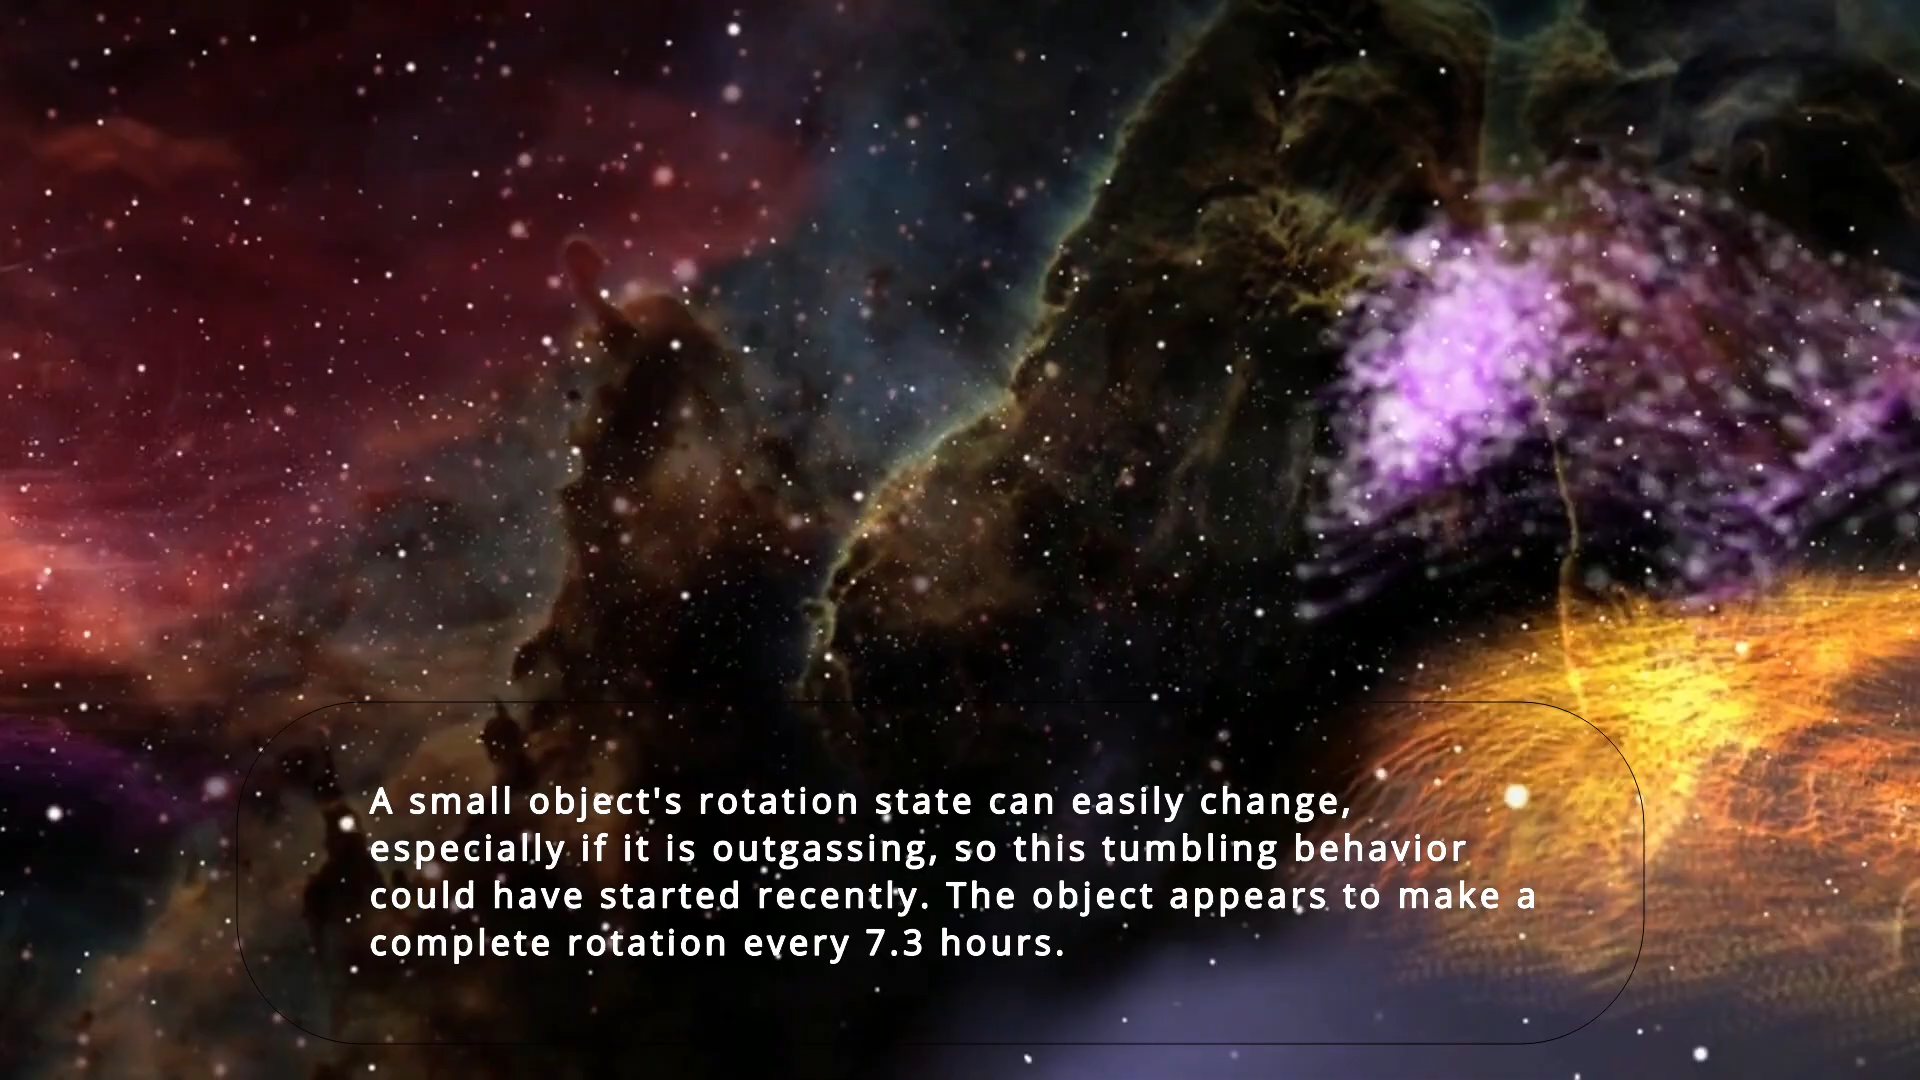 A small object's rotation state can easily change,
especially if it is outgassing, so this tumbling behavior
could have started recently. The object appears to make a
complete rotation every 7.3 hours.